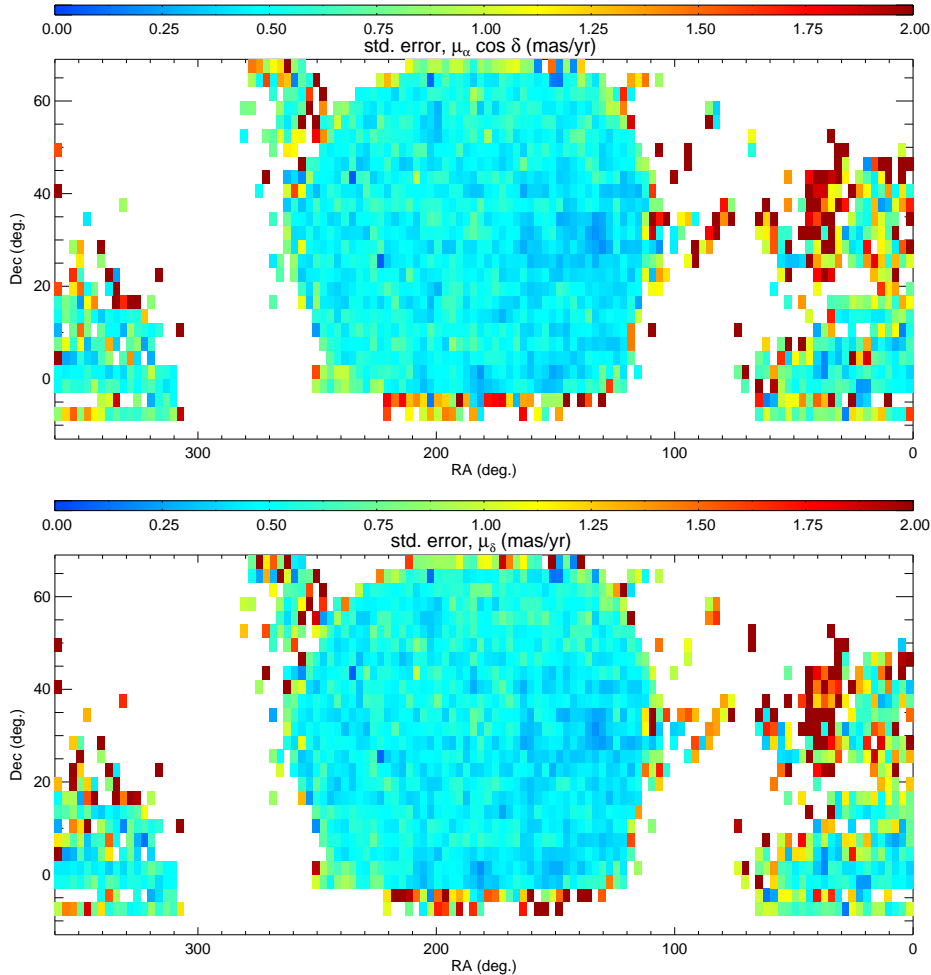 0.00 0.25 0.50 0.75 1.00 1.25 1.50 1.75 2.00
std. error, μα cos δ (mas/yr)
60
40
20
0
Dec (deg.)
300 200 100 0
RA (deg.)
0.00 0.25 0.50 0.75 1.00 1.25 1.50 1.75 2.00
std. error, μδ (mas/yr)
60
40
20
0
Dec (deg.)
300 200 100 0
RA (deg.)